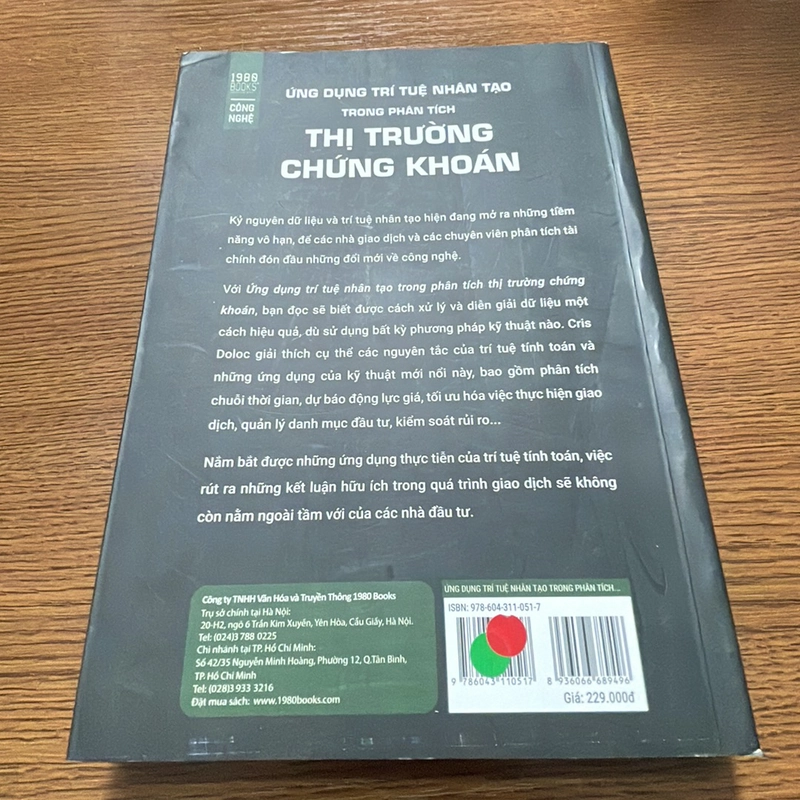 1980
BOOKS
CÔNG
NGHỆ
ỨNG DỤNG TRÍ TUỆ NHÂN TẠO
TRONG PHÂN TÍCH
THỊ TRƯỜNG
CHỨNG KHOÁN
Kỷ nguyên dữ liệu và trí tuệ nhân tạo hiện đang mở ra những tiềm
năng vô hạn, để các nhà giao dịch và các chuyên viên phân tích tài
chính đón đầu những đổi mới về công nghệ.
Với Ứng dụng trí tuệ nhân tạo trong phân tích thị trường chứng
khoán, bạn đọc sẽ biết được cách xử lý và diễn giải dữ liệu một
cách hiệu quả, dù sử dụng bất kỳ phương pháp kỹ thuật nào. Cris
Doloc giải thích cụ thể các nguyên tắc của trí tuệ tính toán và
những ứng dụng của kỹ thuật mới nổi này, bao gồm phân tích
chuỗi thời gian, dự báo động lực giá, tối ưu hóa việc thực hiện giao
dịch, quản lý danh mục đầu tư, kiểm soát rủi ro...
Nắm bắt được những ứng dụng thực tiễn của trí tuệ tính toán, việc
rút ra những kết luận hữu ích trong quá trình giao dịch sẽ không
còn nằm ngoài tầm với của các nhà đầu tư.
Công ty TNHH Văn Hóa và Truyền Thông 1980 Books
Trụ sở chính tại Hà Nội:
20-H2, ngõ 6 Trần Kim Xuyến, Yên Hòa, Cầu Giấy, Hà Nội.
Tel: (024)3 788 0225
Chi nhánh tại TP. Hồ Chí Minh:
Số 42/35 Nguyễn Minh Hoàng, Phường 12, Q.Tân Bình,
TP. Hồ Chí Minh
Tel: (028)3 933 3216
Đặt mua sách: www.1980books.com
ỨNG DỤNG TRÍ TUỆ NHÂN TẠO TRONG PHÂN TÍCH...
ISBN: 978-604-311-051-7
9 786043 110517
8 936066 689496
Giá: 229.000đ